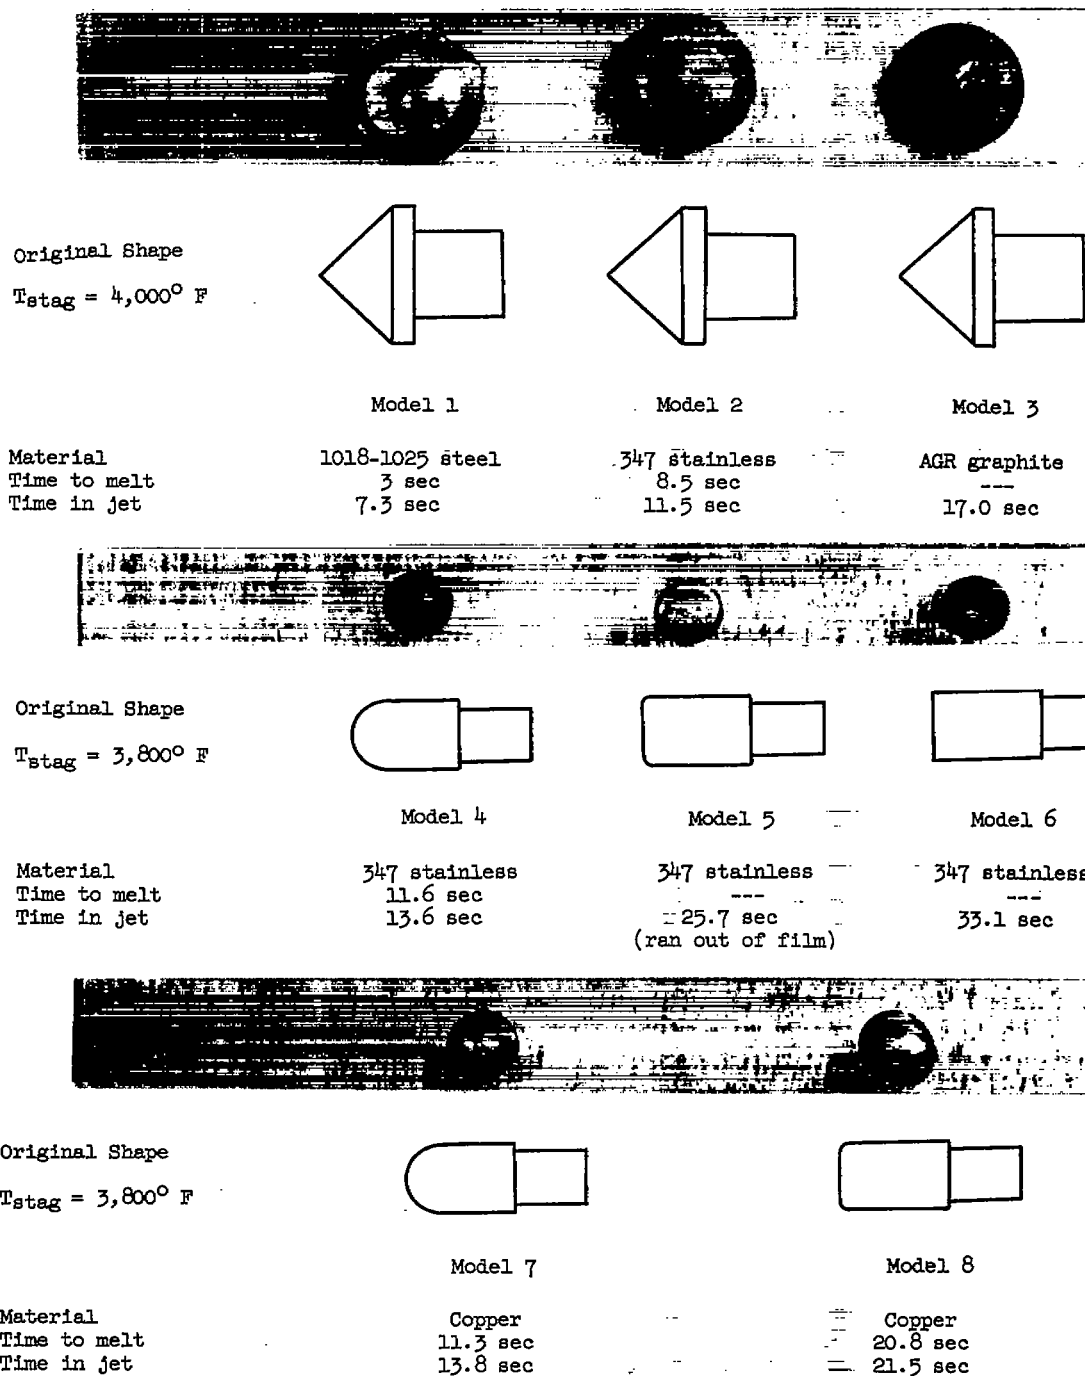 Original Shape
Tstag = 4,000° F
Model 1 Model 2 Model 3
Material 1018-1025 steel 347 stainless AGR graphite
Time to melt 3 sec 8.5 sec ---
Time in jet 7.3 sec 11.5 sec 17.0 sec
Original Shape
Tstag = 3,800° F
Model 4 Model 5 Model 6
Material 347 stainless 347 stainless 347 stainless
Time to melt 11.6 sec --- ---
Time in jet 13.6 sec 25.7 sec 33.1 sec
(ran out of film)
Original Shape
Tstag = 3,800° F
Model 7 Model 8
Material Copper Copper
Time to melt 11.3 sec 20.8 sec
Time in jet 13.8 sec 21.5 sec